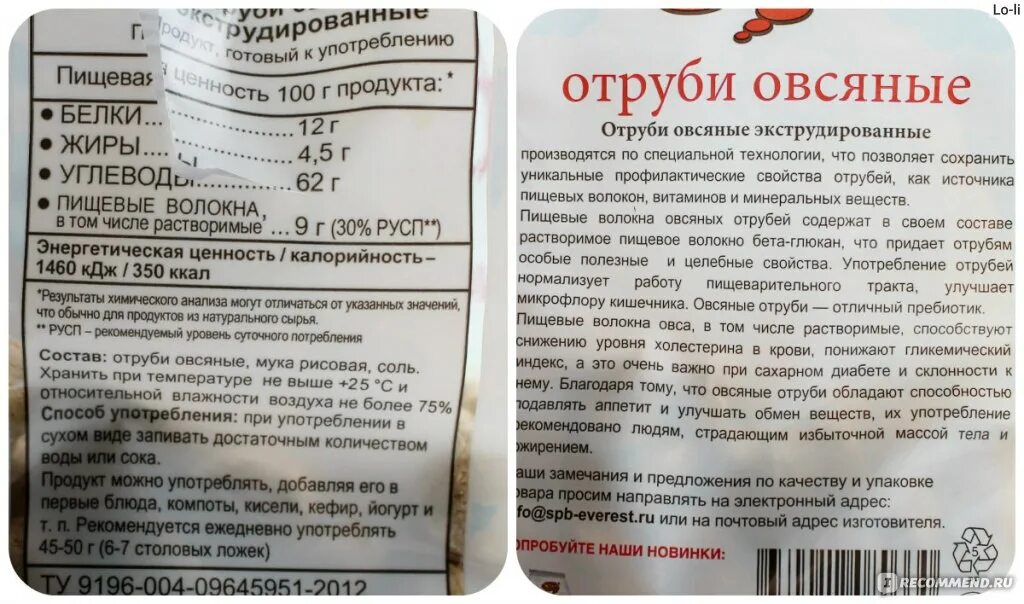 Lo-li
экструдированные
Продукт, готовый к употреблению
Пищевая ценность 100 г продукта:*
• БЕЛКИ............12 г
• ЖИРЫ............4,5 г
• УГЛЕВОДЫ............62 г
• ПИЩЕВЫЕ ВОЛОКНА,
в том числе растворимые ...9 г (30% РУСП**)
Энергетическая ценность / калорийность –
1460 кДж / 350 ккал
*Результаты химического анализа могут отличаться от указанных значений,
что обычно для продуктов из натурального сырья.
** РУСП – рекомендуемый уровень суточного потребления
Состав: отруби овсяные, мука рисовая, соль.
Хранить при температуре не выше +25 °С и
относительной влажности воздуха не более 75%
Способ употребления: при употреблении в
сухом виде запивать достаточным количеством
воды или сока.
Продукт можно употреблять, добавляя его в
первые блюда, компоты, кисели, кефир, йогурт и
т. п. Рекомендуется ежедневно употреблять
45-50 г (6-7 столовых ложек)
ТУ 9196-004-09645951-2012
отруби овсяные
Отруби овсяные экструдированные
производятся по специальной технологии, что позволяет сохранить
уникальные профилактические свойства отрубей, как источника
пищевых волокон, витаминов и минеральных веществ.
Пищевые волокна овсяных отрубей содержат в своем составе
растворимое пищевое волокно бета-глюкан, что придает отрубям
особые полезные и целебные свойства. Употребление отрубей
нормализует работу пищеварительного тракта, улучшает
микрофлору кишечника. Овсяные отруби — отличный пребиотик.
Пищевые волокна овса, в том числе растворимые, способствуют
снижению уровня холестерина в крови, понижают гликемический
индекс, а это очень важно при сахарном диабете и склонности к
нему. Благодаря тому, что овсяные отруби обладают способностью
подавлять аппетит и улучшать обмен веществ, их употребление
рекомендовано людям, страдающим избыточной массой тела и
ожирением.
аши замечания и предложения по качеству и упаковке
овара просим направлять на электронный адрес:
nfo@spb-everest.ru или на почтовый адрес изготовителя.
ОПРОБУЙТЕ НАШИ НОВИНКИ:
5
RECOMMEND.RU